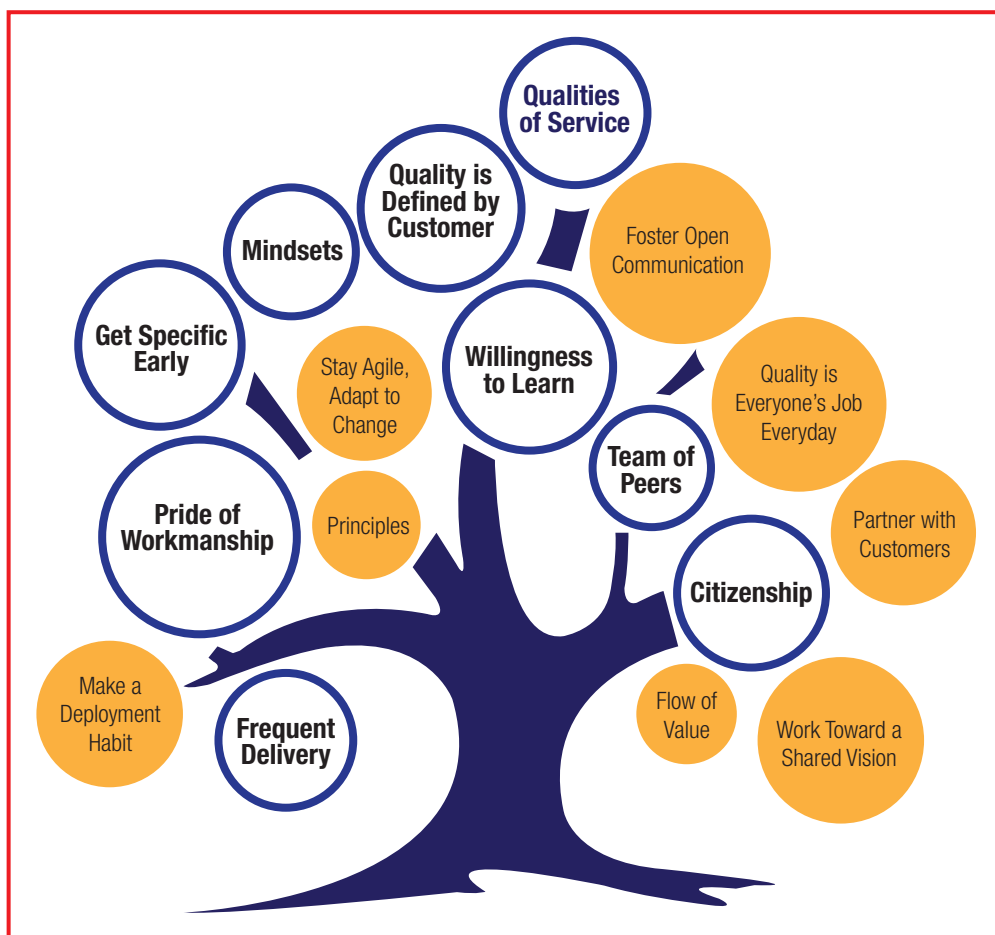 Qualities
of Service
Quality is
Defined by
Customer
Mindsets
Foster Open
Communication
Get Specific
Early
Stay Agile,
Adapt to
Change
Willingness
to Learn
Quality is
Everyone’s Job
Everyday
Team of
Peers
Pride of
Workmanship
Principles
Partner with
Customers
Citizenship
Make a
Deployment
Habit
Frequent
Delivery
Flow of
Value
Work Toward a
Shared Vision